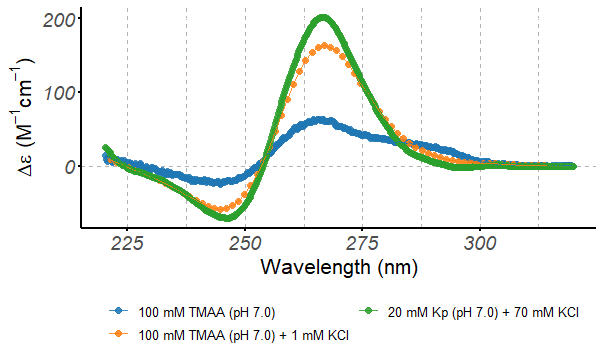 200
100
0
Δε (M⁻¹cm⁻¹)
225 250 275 300
Wavelength (nm)
100 mM TMAA (pH 7.0)
20 mM Kp (pH 7.0) + 70 mM KCl
100 mM TMAA (pH 7.0) + 1 mM KCl